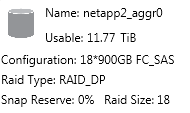 Name: netapp2_aggr0
Usable: 11.77 TiB
Configuration: 18*900GB FC_SAS
Raid Type: RAID_DP
Snap Reserve: 0% Raid Size: 18